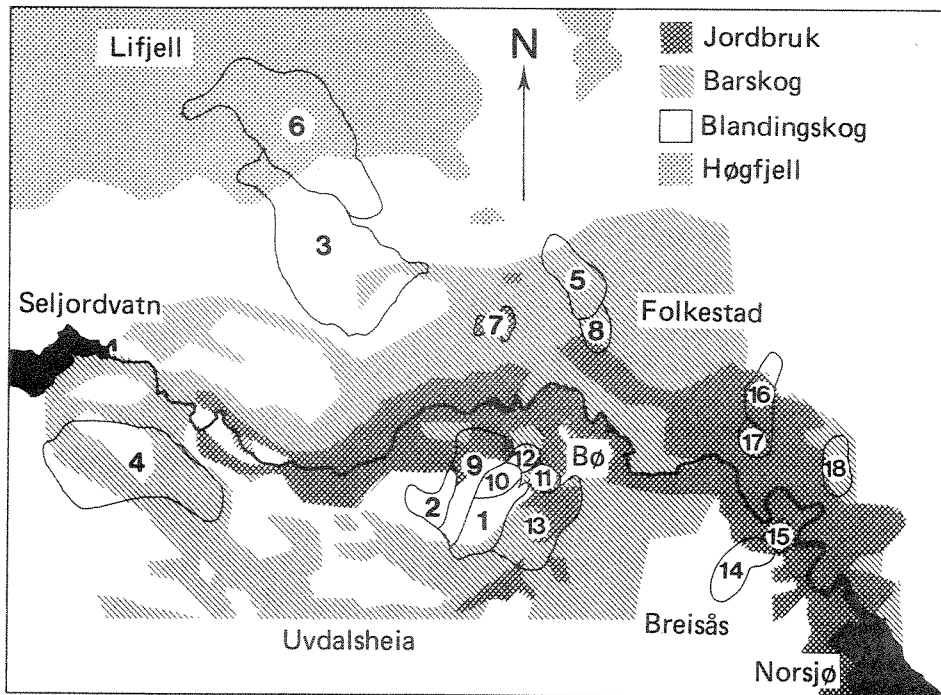 Lifjell
N
Jordbruk
Barskog
Blandingskog
Høgfjell
6
3
5
Seljordvatn
7
8
Folkestad
16
4
9
12
Bø
17
10
11
18
2
1
13
15
14
Uvdalsheia
Breisås
Norsjø